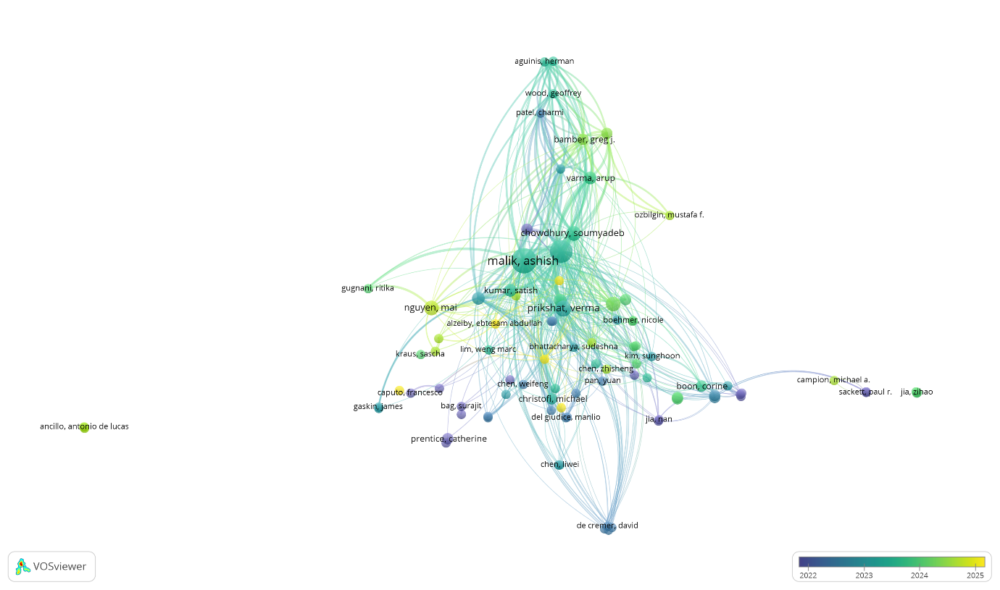 aguinis, herman
wood, geoffrey
patel, charmi
bamber, greg j.
varma, arup
ozbilgin, mustafa f.
chowdhury, soumyadeb
malik, ashish
gugnani, ritika
kumar, satish
nguyen, mai
prikshat, verma
alzeiby, ebtesam abdullah
boehmer, nicole
kraus, sascha
lim, weng marc
bhattacharya, sudeshna
kim, sunghoon
chen, zhisheng
chen, weifeng
pan, yuan
boon, corine
campion, michael a.
sackett, paul r.
jia, zihao
caputo, francesco
gaskin, james
bag, surajit
christofi, michael
del giudice, manlio
jia, nan
ancillo, antonio de lucas
prentice, catherine
chen, liwei
de cremer, david
VOSviewer
2022 2023 2024 2025